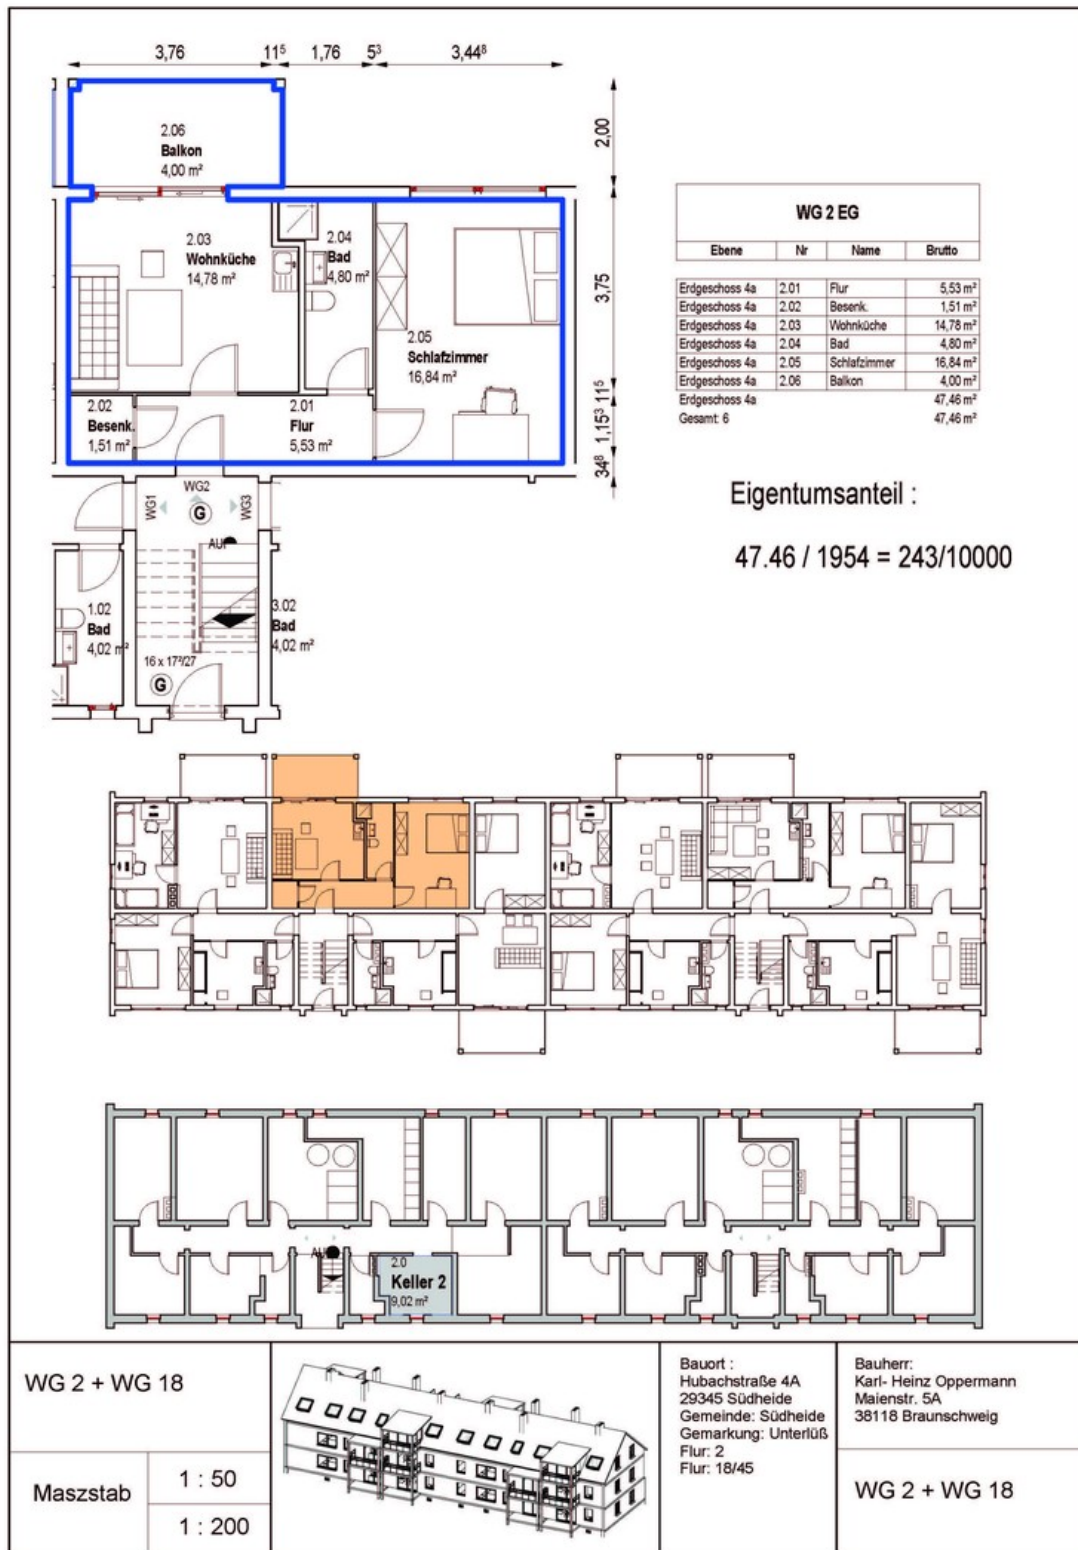 3,76 11⁵ 1,76 5³ 3,44⁸
2,00
2.06
Balkon
4,00 m²
2.03
Wohnküche
14,78 m²
2.04
Bad
4,80 m²
3,75
2.05
Schlafzimmer
16,84 m²
2.02
Besenk.
1,51 m²
2.01
Flur
5,53 m²
11⁵
1,15³
34⁸
WG 2 EG
Ebene Nr Name Brutto
Erdgeschoss 4a 2.01 Flur 5,53 m²
Erdgeschoss 4a 2.02 Besenk. 1,51 m²
Erdgeschoss 4a 2.03 Wohnküche 14,78 m²
Erdgeschoss 4a 2.04 Bad 4,80 m²
Erdgeschoss 4a 2.05 Schlafzimmer 16,84 m²
Erdgeschoss 4a 2.06 Balkon 4,00 m²
Erdgeschoss 4a 47,46 m²
Gesamt: 6 47,46 m²
Eigentumsanteil :
47.46 / 1954 = 243/10000
WG1
WG2
WG3
G
1.02
Bad
4,02 m²
3.02
Bad
4,02 m²
G
2.0
Keller 2
9,02 m²
WG 2 + WG 18
Maszstab
1 : 50
1 : 200
Bauort :
Hubachstraße 4A
29345 Südheide
Gemeinde: Südheide
Gemarkung: Unterlüß
Flur: 2
Flur: 18/45
Bauherr:
Karl- Heinz Oppermann
Maienstr. 5A
38118 Braunschweig
WG 2 + WG 18